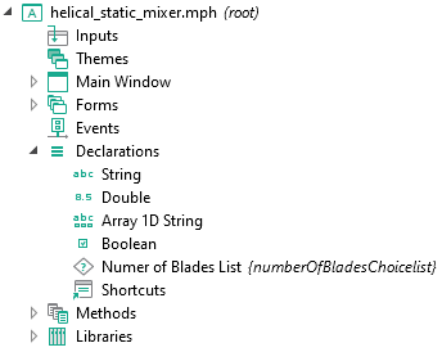 helical_static_mixer.mph (root)
Inputs
Themes
Main Window
Forms
Events
Declarations
abc String
8.5 Double
abc Array 1D String
Boolean
Numer of Blades List {numberOfBladesChoicelist}
Shortcuts
Methods
Libraries